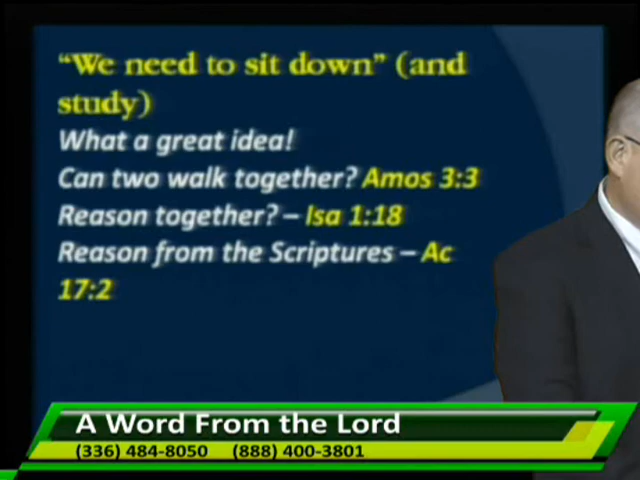 “We need to sit down” (and
study)
What a great idea!
Can two walk together? Amos 3:3
Reason together? – Isa 1:18
Reason from the Scriptures – Ac
17:2
A Word From the Lord
(336) 484-8050 (888) 400-3801